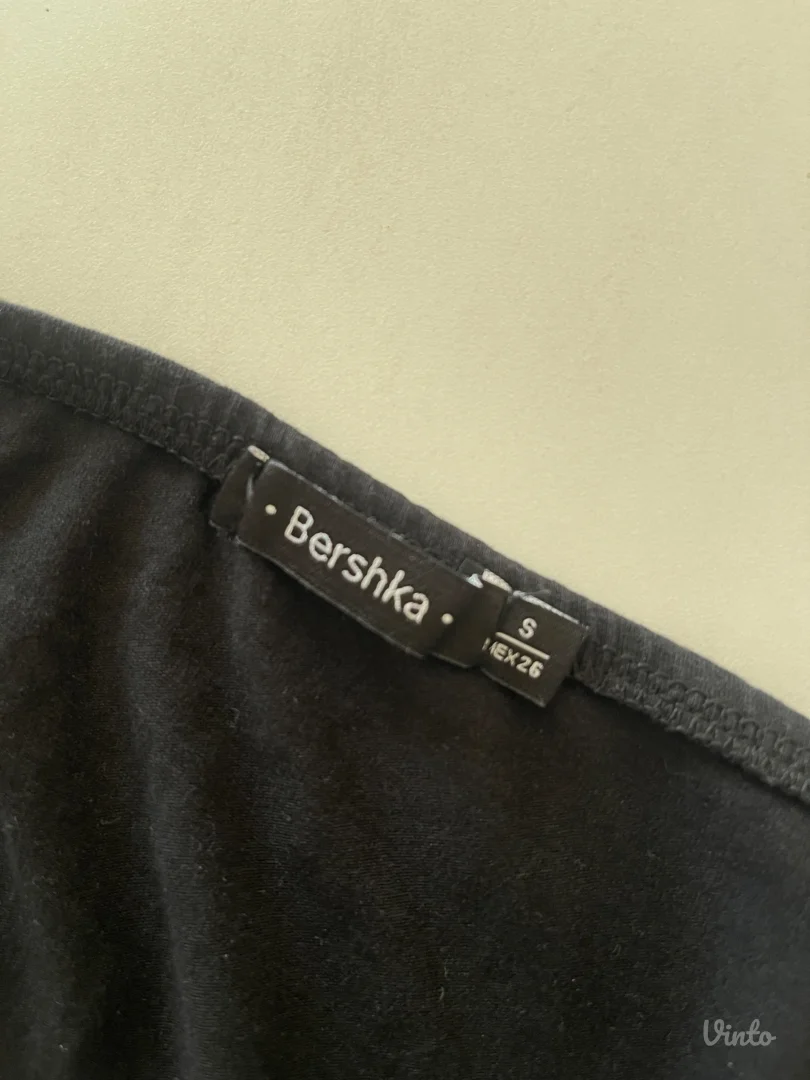 • Bershka •
S
MEX26
Vinto